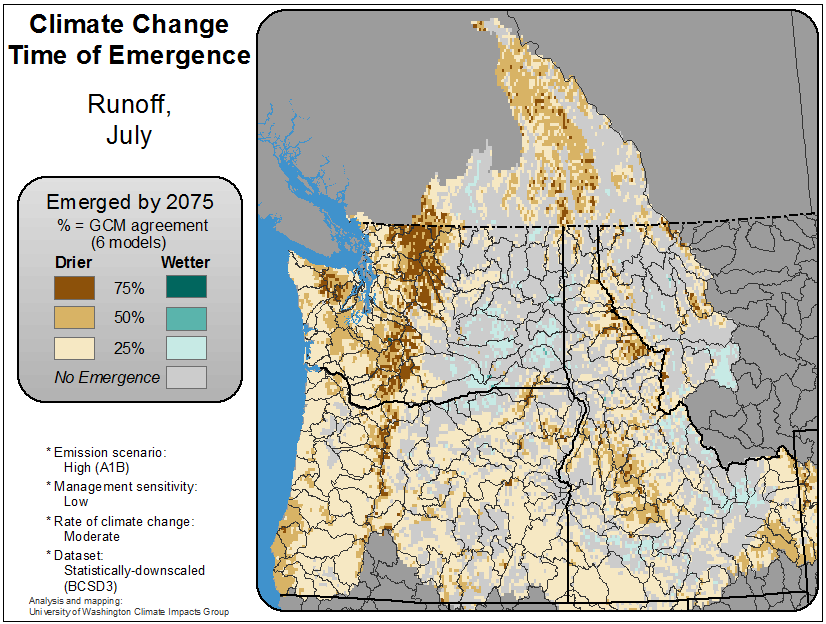 Climate Change
Time of Emergence
Runoff,
July
Emerged by 2075
% = GCM agreement
(6 models)
Drier Wetter
75%
50%
25%
No Emergence
* Emission scenario:
High (A1B)
* Management sensitivity:
Low
* Rate of climate change:
Moderate
* Dataset:
Statistically-downscaled
(BCSD3)
Analysis and mapping:
University of Washington Climate Impacts Group